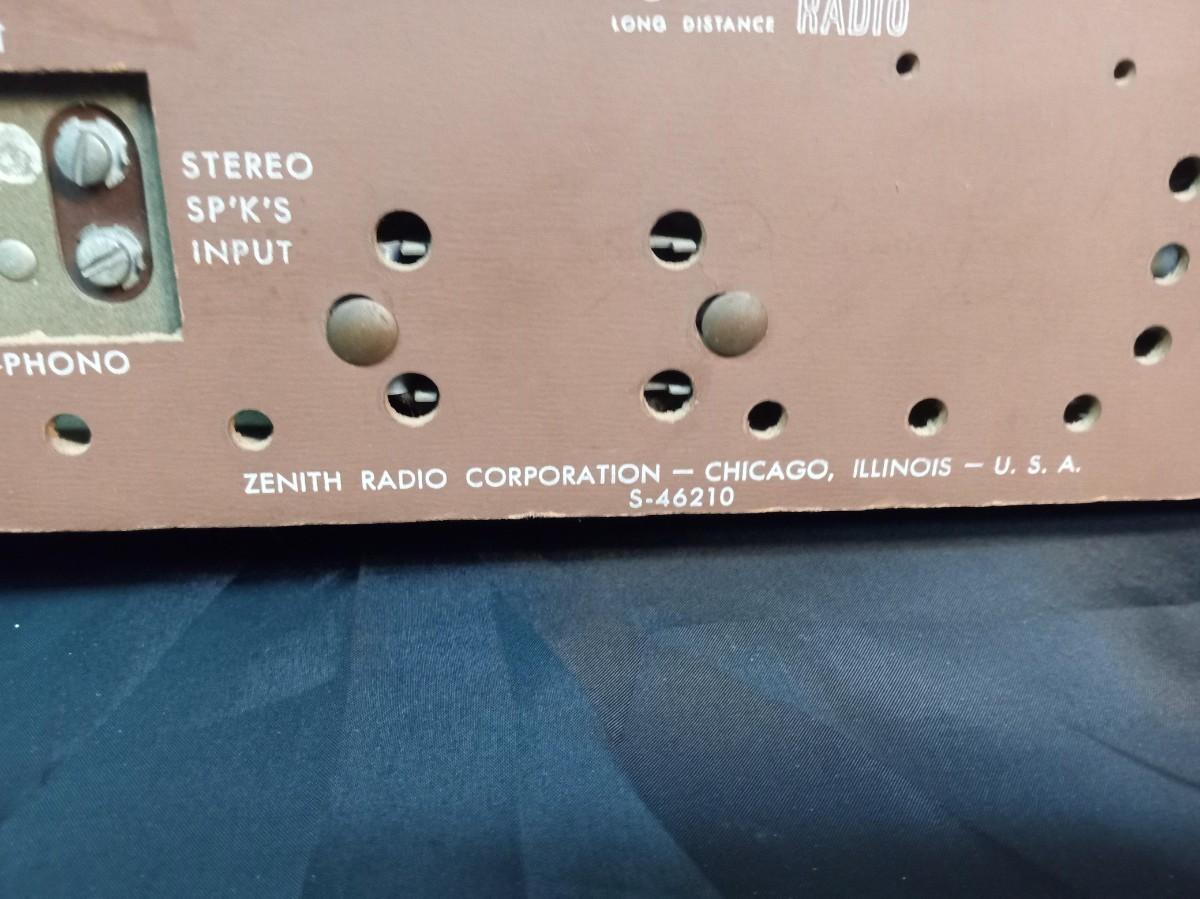 LONG DISTANCE RADIO
STEREO
SP'K'S
INPUT
-PHONO
ZENITH RADIO CORPORATION — CHICAGO, ILLINOIS — U. S. A.
S-46210